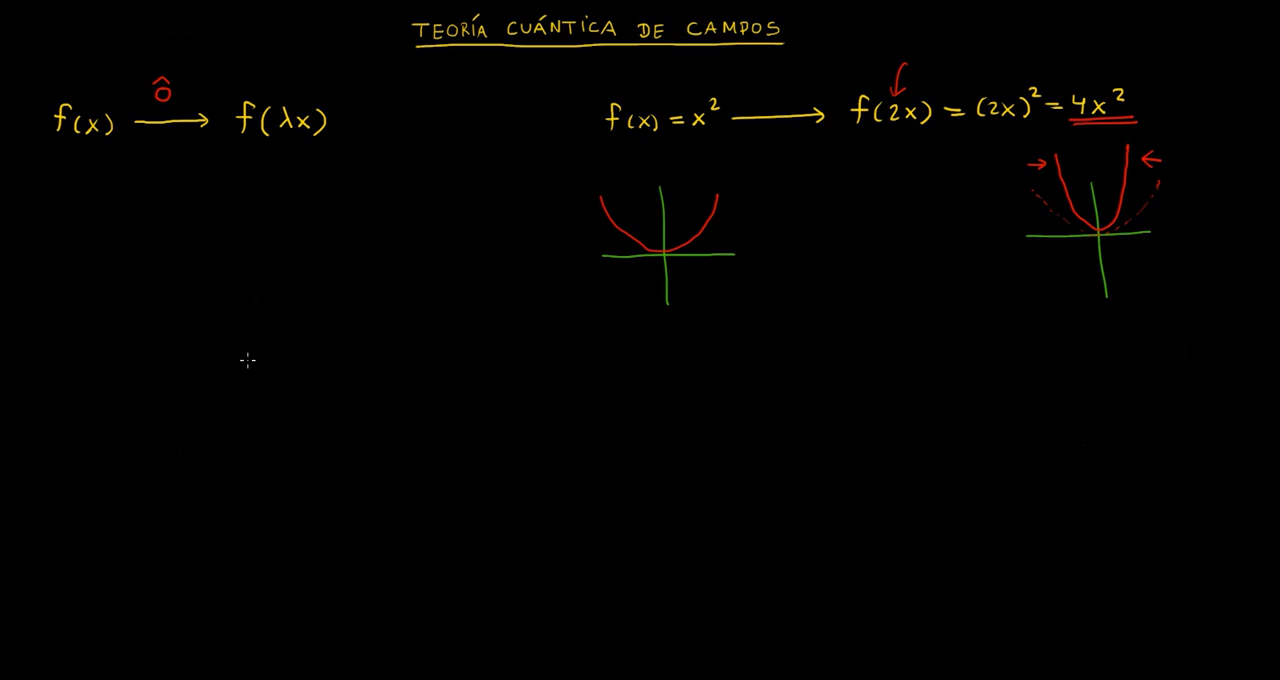 TEORÍA CUÁNTICA DE CAMPOS
f(x) ô⟶ f(λx)
f(x) = x² ⟶ f(2x) = (2x)² = 4x²